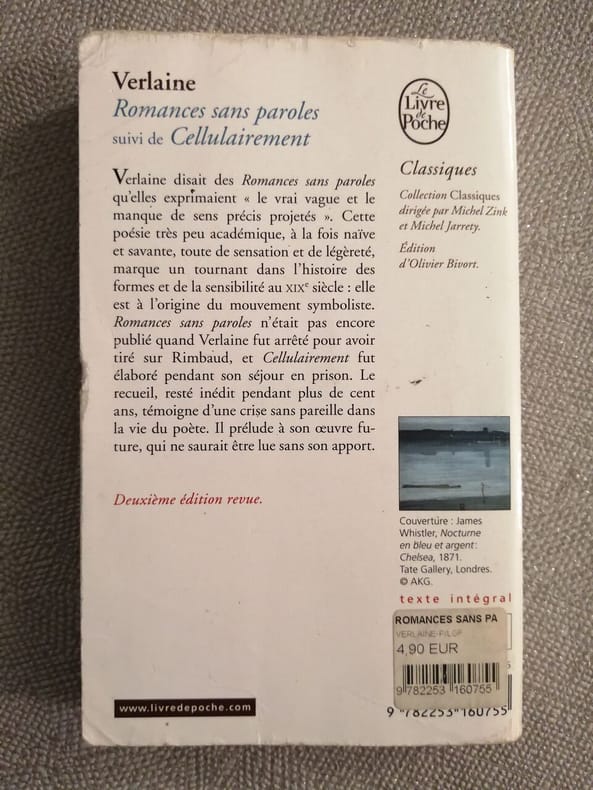 Verlaine
Romances sans paroles
suivi de Cellulairement
Verlaine disait des Romances sans paroles
qu'elles exprimaient « le vrai vague et le
manque de sens précis projetés ». Cette
poésie très peu académique, à la fois naïve
et savante, toute de sensation et de légèreté,
marque un tournant dans l'histoire des
formes et de la sensibilité au XIXe siècle : elle
est à l'origine du mouvement symboliste.
Romances sans paroles n'était pas encore
publié quand Verlaine fut arrêté pour avoir
tiré sur Rimbaud, et Cellulairement fut
élaboré pendant son séjour en prison. Le
recueil, resté inédit pendant plus de cent
ans, témoigne d'une crise sans pareille dans
la vie du poète. Il prélude à son œuvre fu-
ture, qui ne saurait être lue sans son apport.
Deuxième édition revue.
www.livredepoche.com
Le
Livre
de
Poche
Classiques
Collection Classiques
dirigée par Michel Zink
et Michel Jarrety.
Édition
d'Olivier Bivort.
Couverture : James
Whistler, Nocturne
en bleu et argent :
Chelsea, 1871.
Tate Gallery, Londres.
© AKG.
texte intégral
ROMANCES SANS PA
VERLAINE-P/LGP
4,90 EUR
9 782253 160755
9 782253 160755